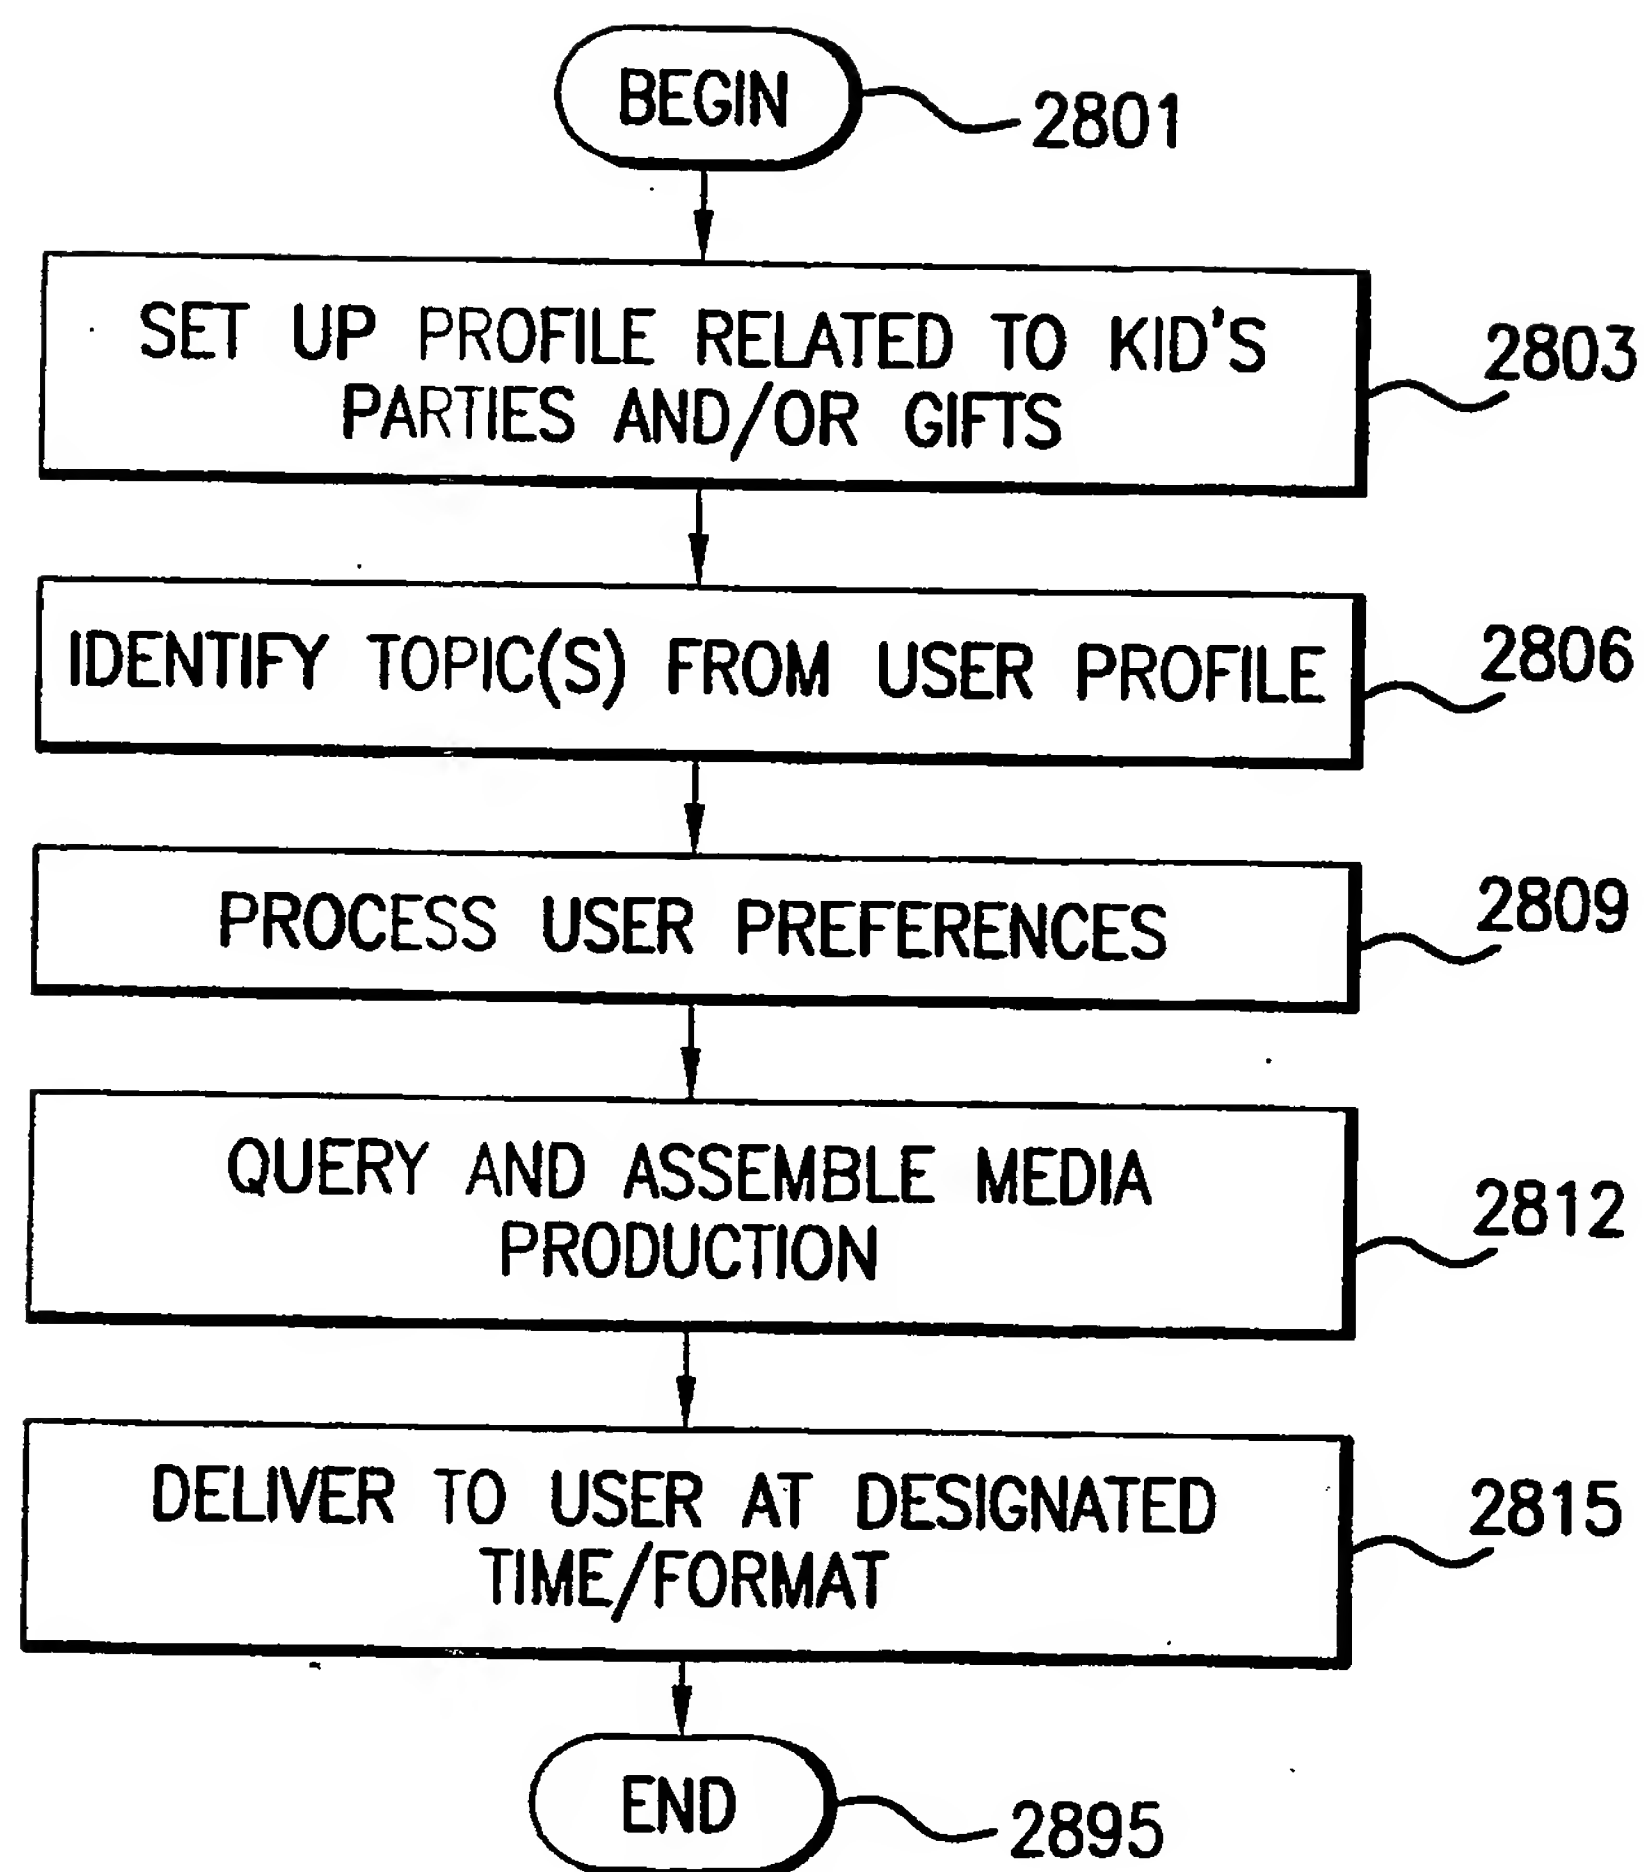 BEGIN
2801
SET UP PROFILE RELATED TO KID'S
PARTIES AND/OR GIFTS
2803
IDENTIFY TOPIC(S) FROM USER PROFILE
2806
PROCESS USER PREFERENCES
2809
QUERY AND ASSEMBLE MEDIA
PRODUCTION
2812
DELIVER TO USER AT DESIGNATED
TIME/FORMAT
2815
END
2895